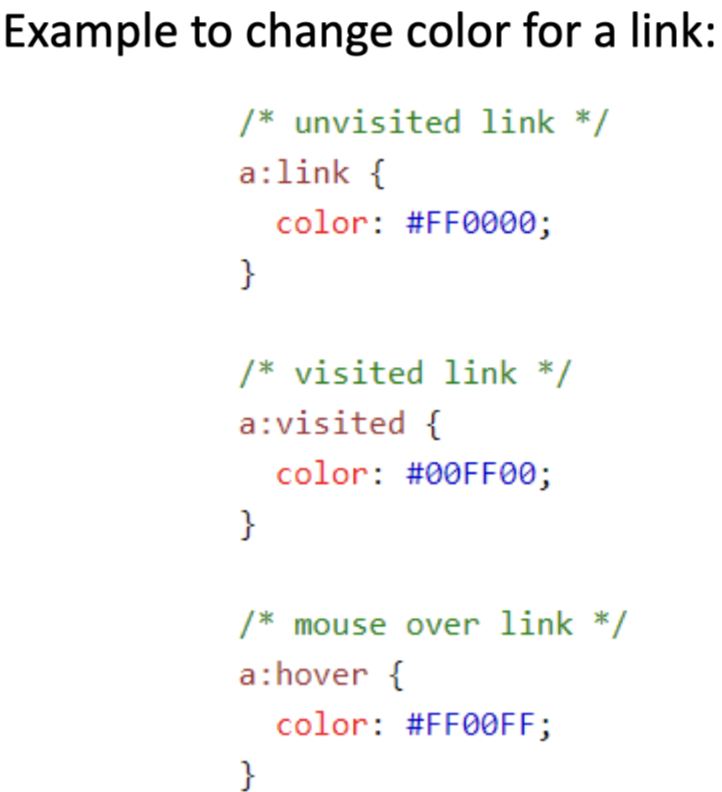 Example to change color for a link:
/* unvisited link */
a:link {
  color: #FF0000;
}
/* visited link */
a:visited {
  color: #00FF00;
}
/* mouse over link */
a:hover {
  color: #FF00FF;
}